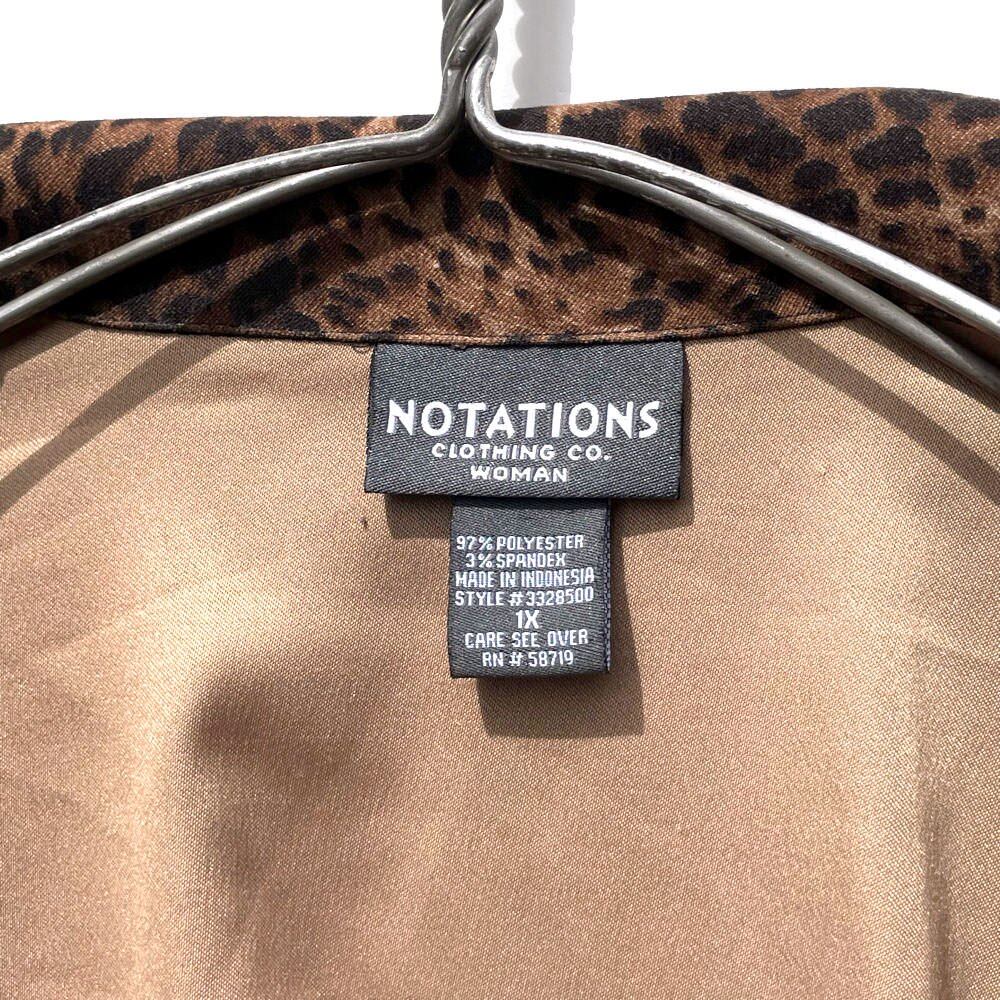 NOTATIONS
CLOTHING CO.
WOMAN
97% POLYESTER
3% SPANDEX
MADE IN INDONESIA
STYLE # 3328500
1X
CARE SEE OVER
RN # 58719